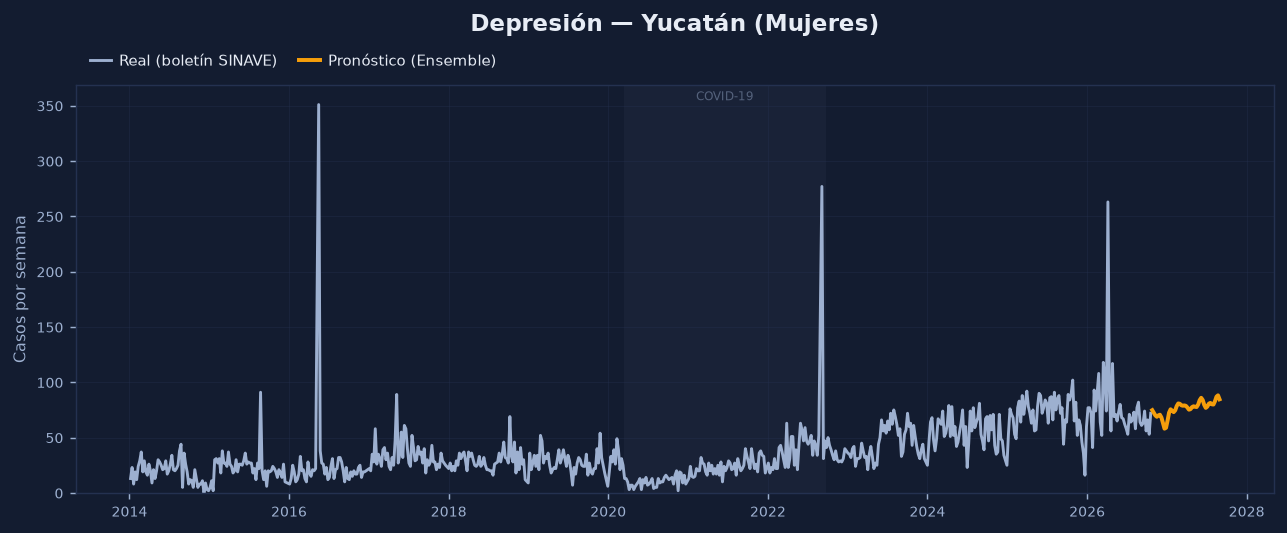 Depresión — Yucatán (Mujeres)
Real (boletín SINAVE) Pronóstico (Ensemble)
COVID-19
Casos por semana
350
300
250
200
150
100
50
0
2014 2016 2018 2020 2022 2024 2026 2028